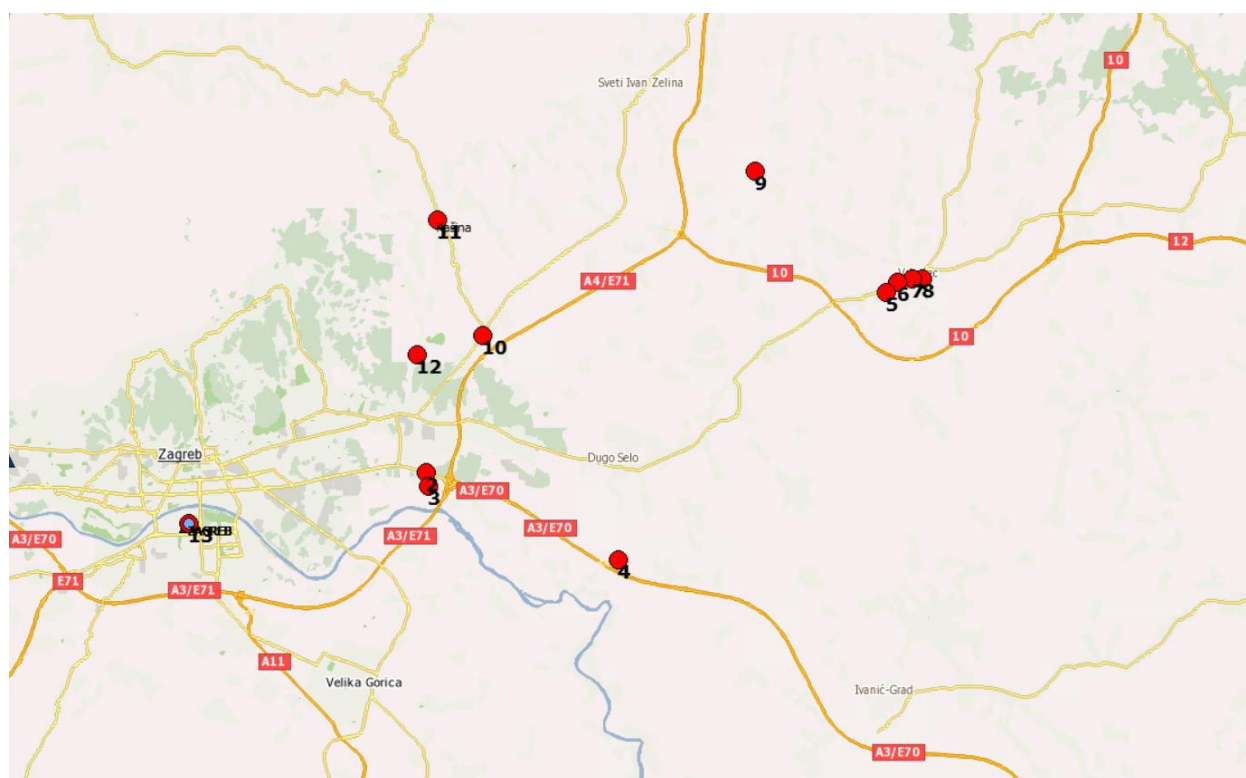 10
Sveti Ivan Zelina
9
11
12
10
A4/E71
5
6
7
8
10
10
12
Zagreb
Dugo Selo
2
3
A3/E70
A3/E70
A3/E71
A3/E70
13
4
E71
A3/E71
A11
Velika Gorica
Ivanić-Grad
A3/E70